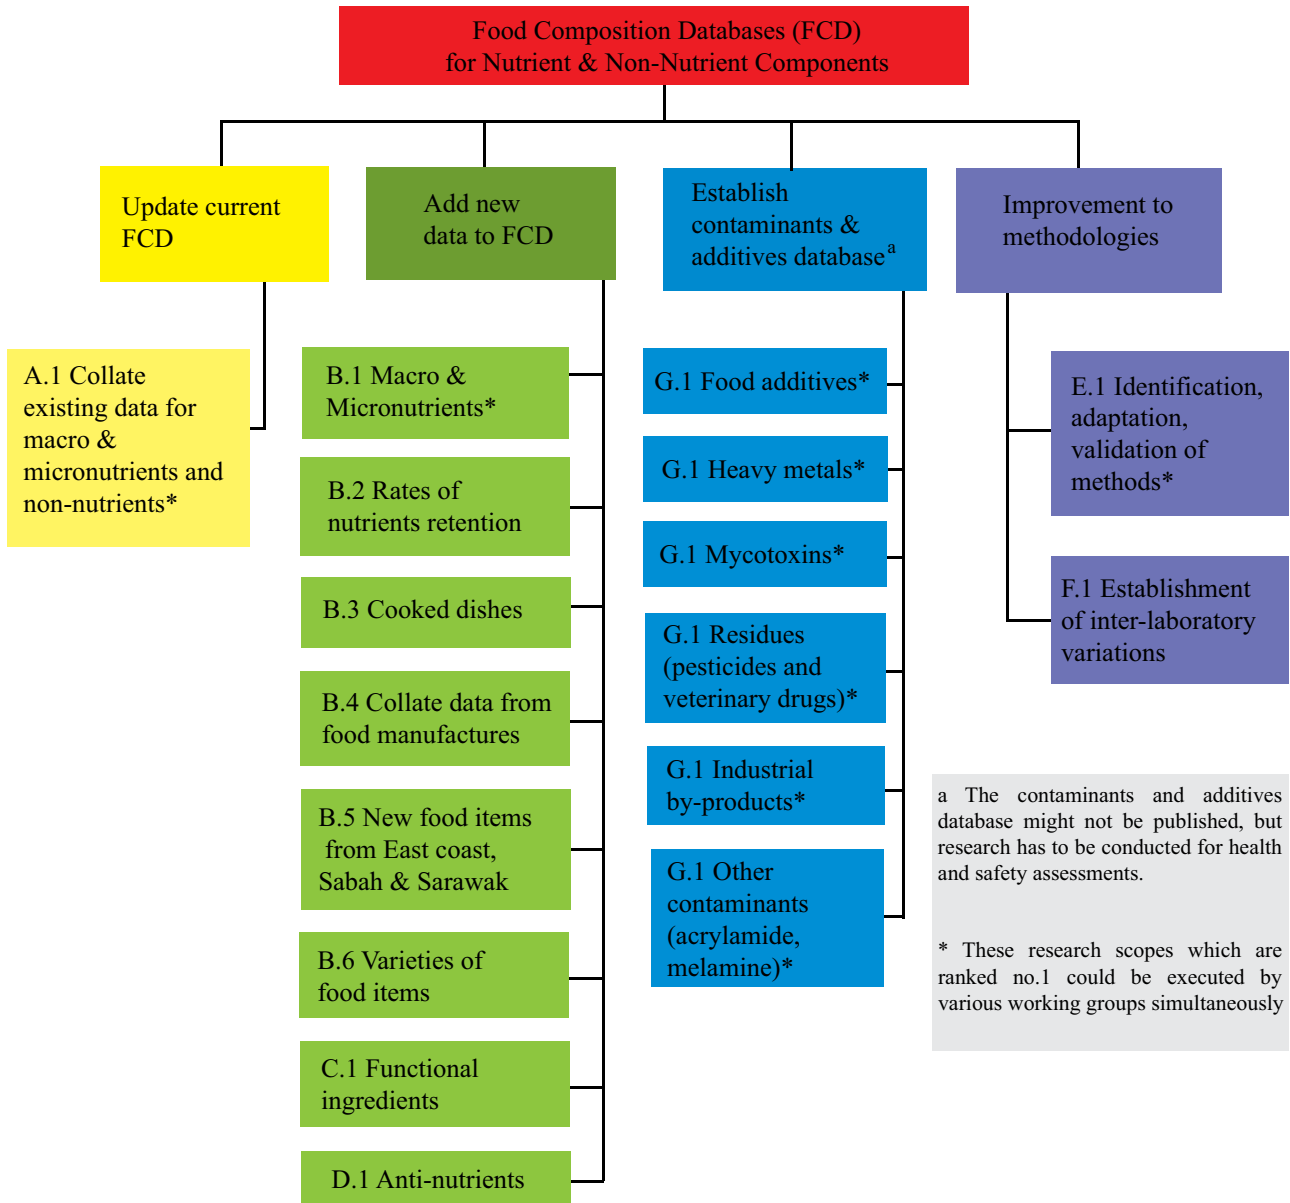 Food Composition Databases (FCD)
for Nutrient & Non-Nutrient Components
Update current
FCD
Add new
data to FCD
Establish
contaminants &
additives database a
Improvement to
methodologies
A.1 Collate
existing data for
macro &
micronutrients and
non-nutrients*
B.1 Macro &
Micronutrients*
B.2 Rates of
nutrients retention
B.3 Cooked dishes
B.4 Collate data from
food manufactures
B.5 New food items
from East coast,
Sabah & Sarawak
B.6 Varieties of
food items
C.1 Functional
ingredients
D.1 Anti-nutrients
G.1 Food additives*
G.1 Heavy metals*
G.1 Mycotoxins*
G.1 Residues
(pesticides and
veterinary drugs)*
G.1 Industrial
by-products*
G.1 Other
contaminants
(acrylamide,
melamine)*
E.1 Identification,
adaptation,
validation of
methods*
F.1 Establishment
of inter-laboratory
variations
a The contaminants and additives
database might not be published, but
research has to be conducted for health
and safety assessments.
* These research scopes which are
ranked no.1 could be executed by
various working groups simultaneously